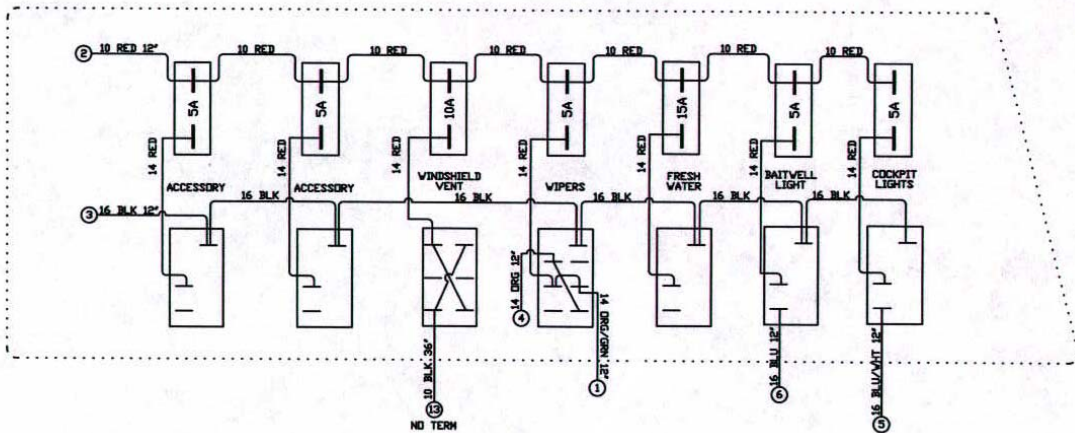 2 10 RED 12" 10 RED 10 RED 10 RED 10 RED 10 RED 10 RED
5A 5A 10A 5A 15A 5A 5A
14 RED 14 RED 14 RED 14 RED 14 RED 14 RED 14 RED
ACCESSORY ACCESSORY WINDSHIELD VENT WIPERS FRESH WATER BAITWELL LIGHT COCKPIT LIGHTS
3 16 BLK 12" 16 BLK 16 BLK 16 BLK 16 BLK 16 BLK
14 ORG 12"
4
14 ORG/GRN 12"
1
10 BLK 36"
13
NO TERM
16 BLU 12"
6
16 BLU/WHT 12"
5